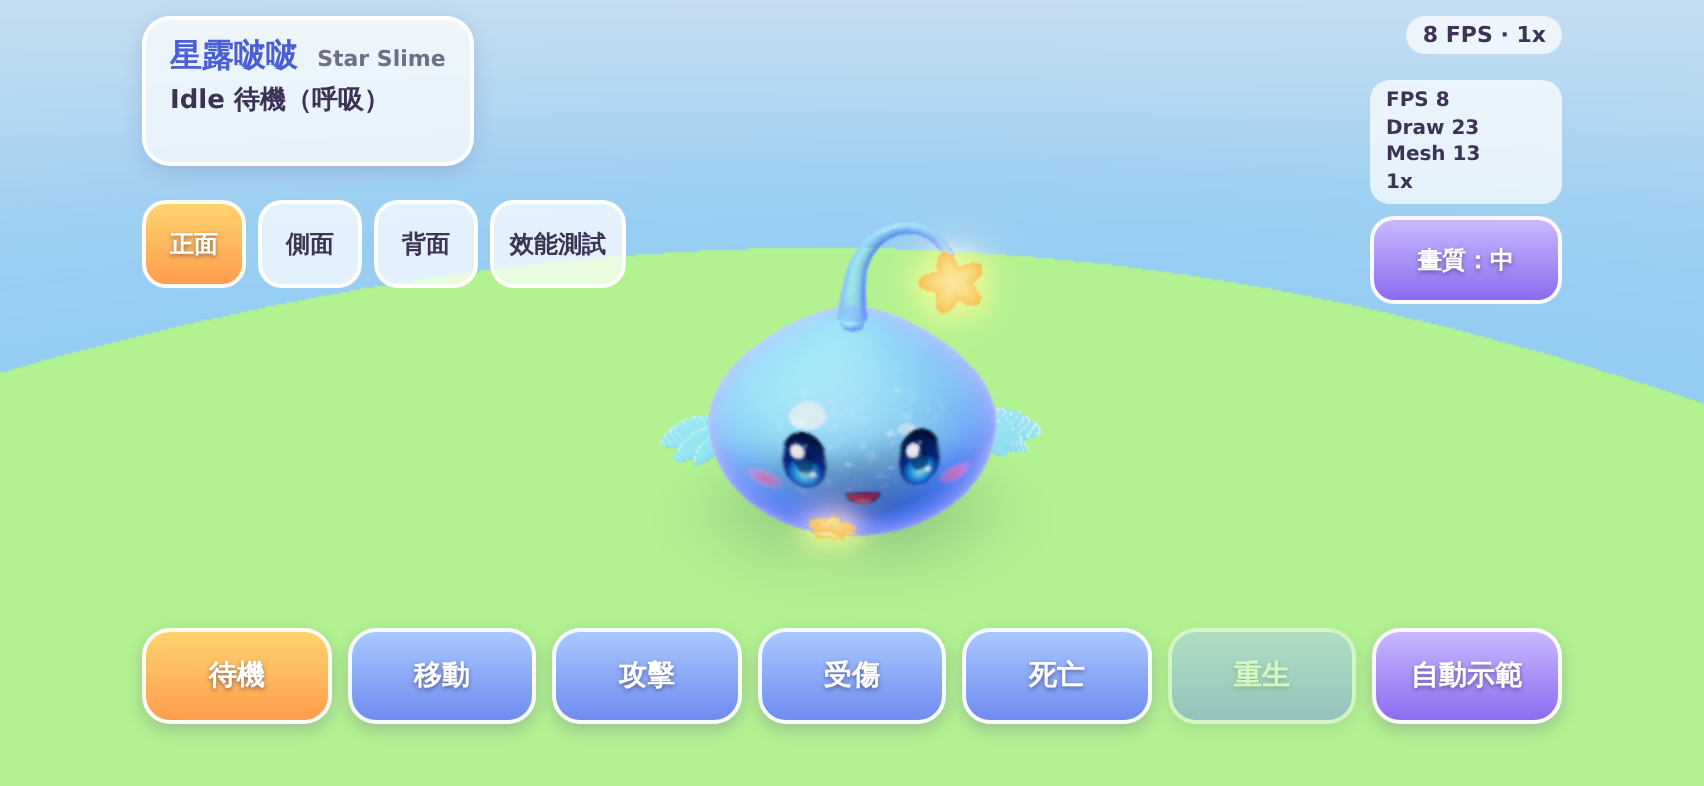 星露啵啵 Star Slime
Idle 待機（呼吸）
8 FPS · 1x
FPS 8
Draw 23
Mesh 13
1x
正面
側面
背面
效能測試
畫質：中
待機
移動
攻擊
受傷
死亡
重生
自動示範